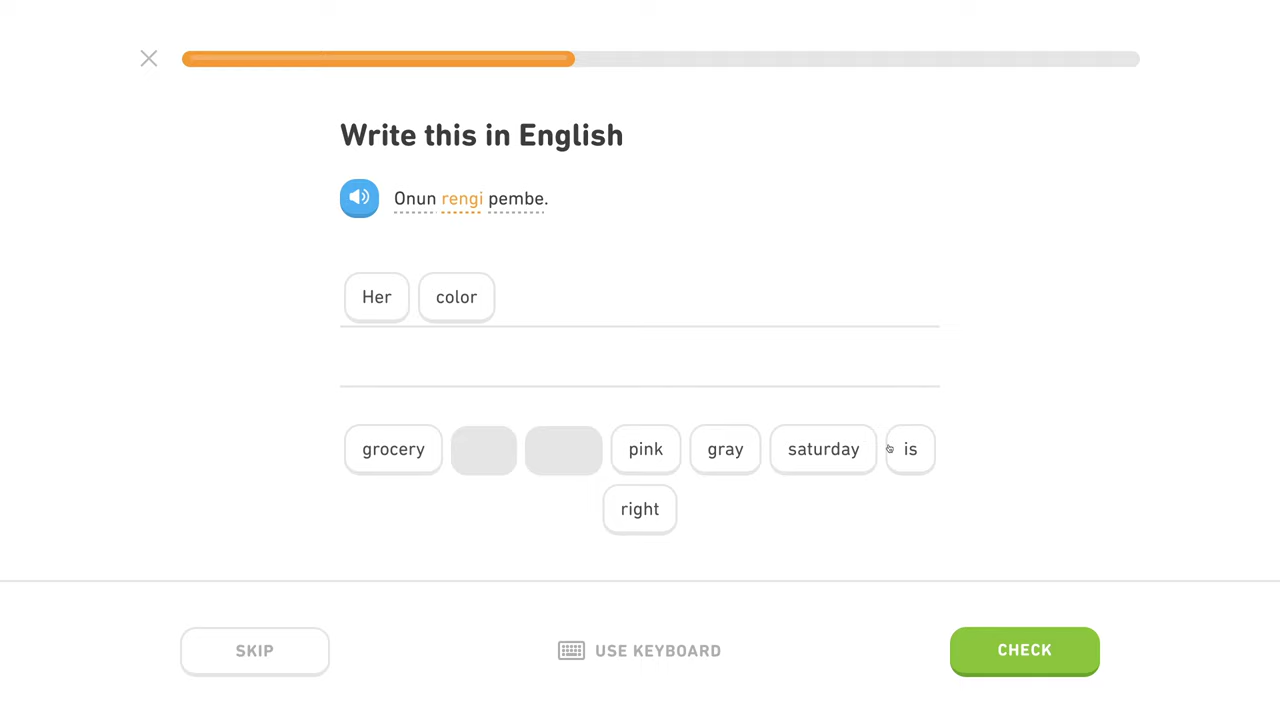 Write this in English
Onun rengi pembe.
Her color
grocery pink gray saturday is
right
SKIP USE KEYBOARD CHECK